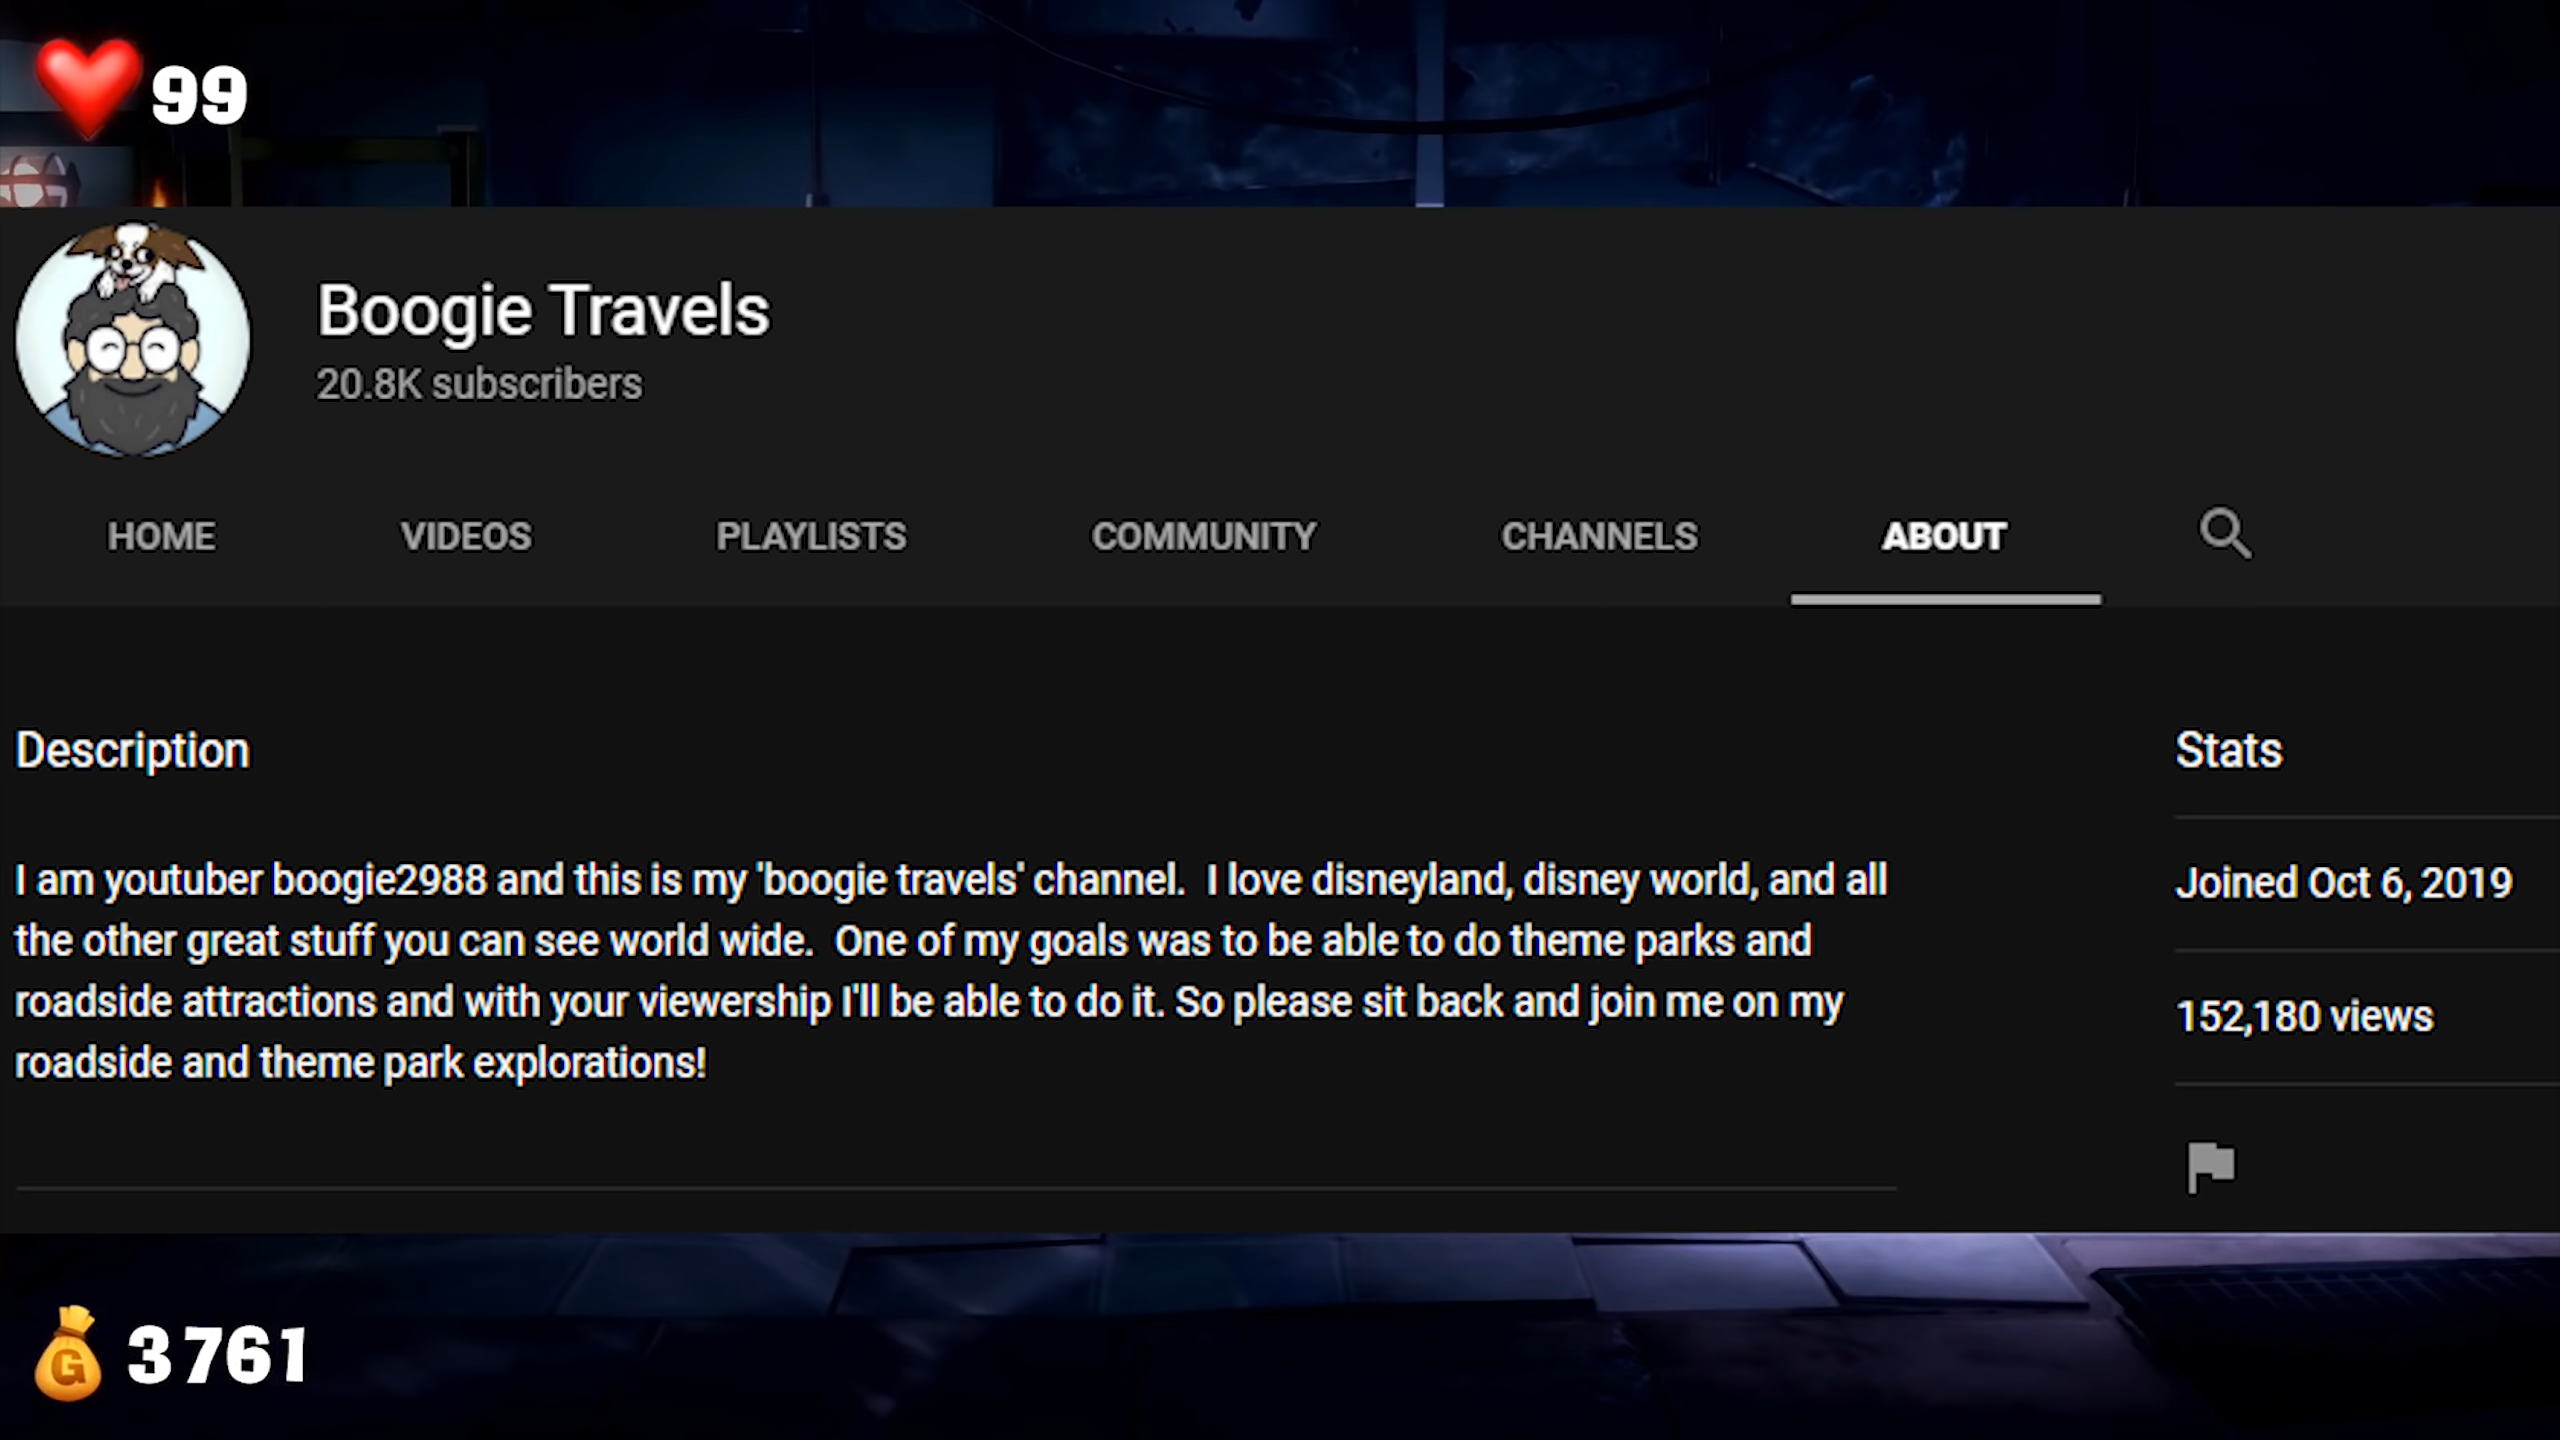 99
Boogie Travels
20.8K subscribers
HOME VIDEOS PLAYLISTS COMMUNITY CHANNELS ABOUT
Description
I am youtuber boogie2988 and this is my 'boogie travels' channel.  I love disneyland, disney world, and all
the other great stuff you can see world wide.  One of my goals was to be able to do theme parks and
roadside attractions and with your viewership I'll be able to do it. So please sit back and join me on my
roadside and theme park explorations!
Stats
Joined Oct 6, 2019
152,180 views
G
3761